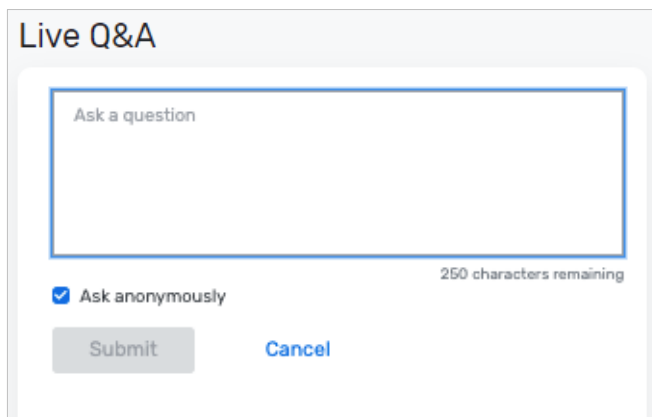 Live Q&A
Ask a question
250 characters remaining
Ask anonymously
Submit
Cancel